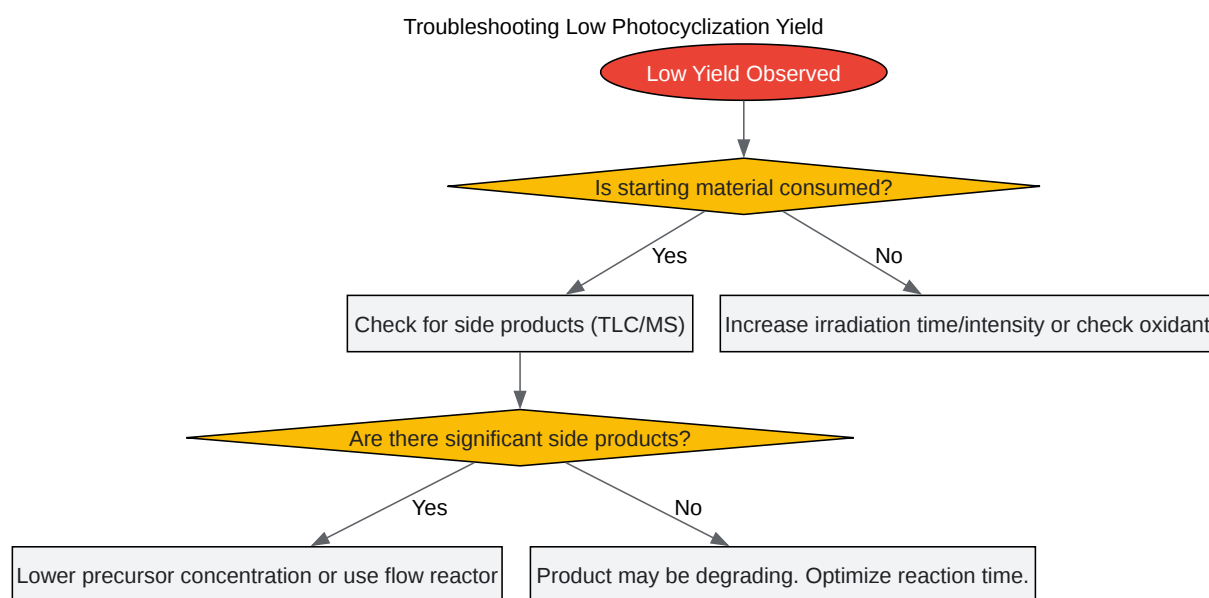 Troubleshooting Low Photocyclization Yield
Low Yield Observed
Is starting material consumed?
Yes
No
Check for side products (TLC/MS)
Increase irradiation time/intensity or check oxidant
Are there significant side products?
Yes
No
Lower precursor concentration or use flow reactor
Product may be degrading. Optimize reaction time.